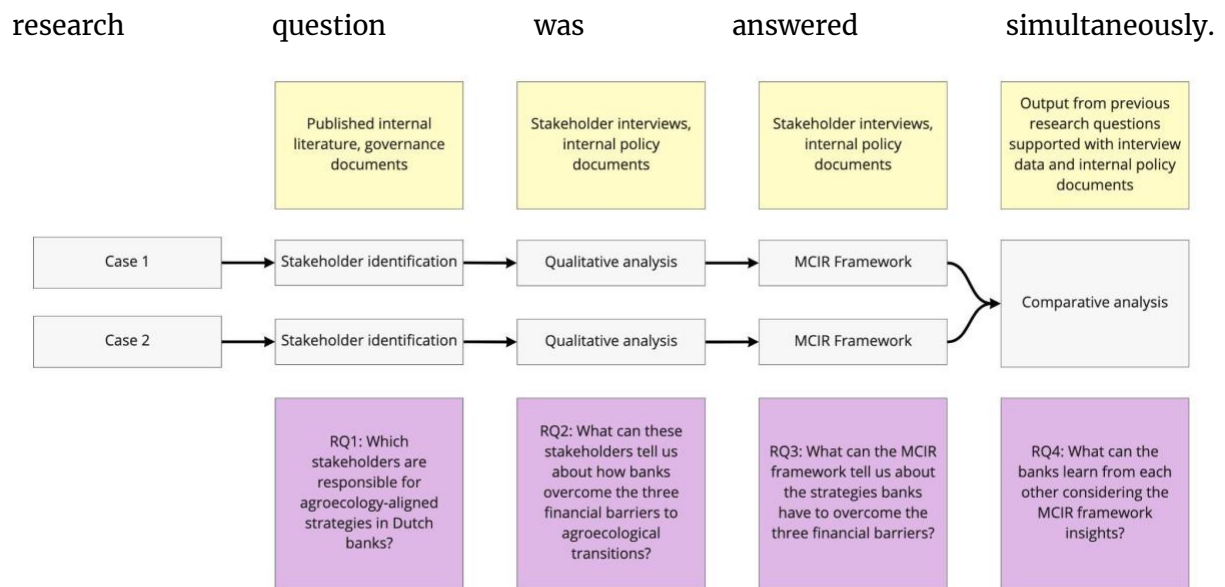 research question was answered simultaneously.
Published internal
literature, governance
documents
Stakeholder interviews,
internal policy
documents
Stakeholder interviews,
internal policy
documents
Output from previous
research questions
supported with interview
data and internal policy
documents
Case 1
Stakeholder identification
Qualitative analysis
MCIR Framework
Comparative analysis
Case 2
Stakeholder identification
Qualitative analysis
MCIR Framework
RQ1: Which
stakeholders are
responsible for
agroecology-aligned
strategies in Dutch
banks?
RQ2: What can these
stakeholders tell us
about how banks
overcome the three
financial barriers to
agroecological
transitions?
RQ3: What can the MCIR
framework tell us about
the strategies banks
have to overcome the
three financial barriers?
RQ4: What can the
banks learn from each
other considering the
MCIR framework
insights?